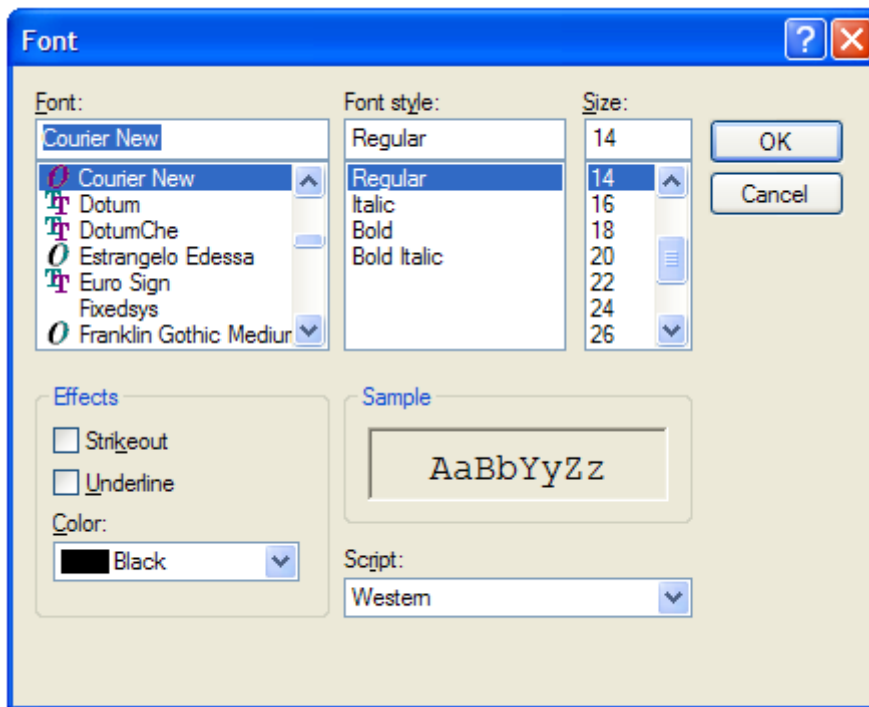 Font
Font:
Courier New
Courier New
Dotum
DotumChe
Estrangelo Edessa
Euro Sign
Fixedsys
Franklin Gothic Medium
Font style:
Regular
Regular
Italic
Bold
Bold Italic
Size:
14
14
16
18
20
22
24
26
OK
Cancel
Effects
Strikeout
Underline
Color:
Black
Sample
AaBbYyZz
Script:
Western